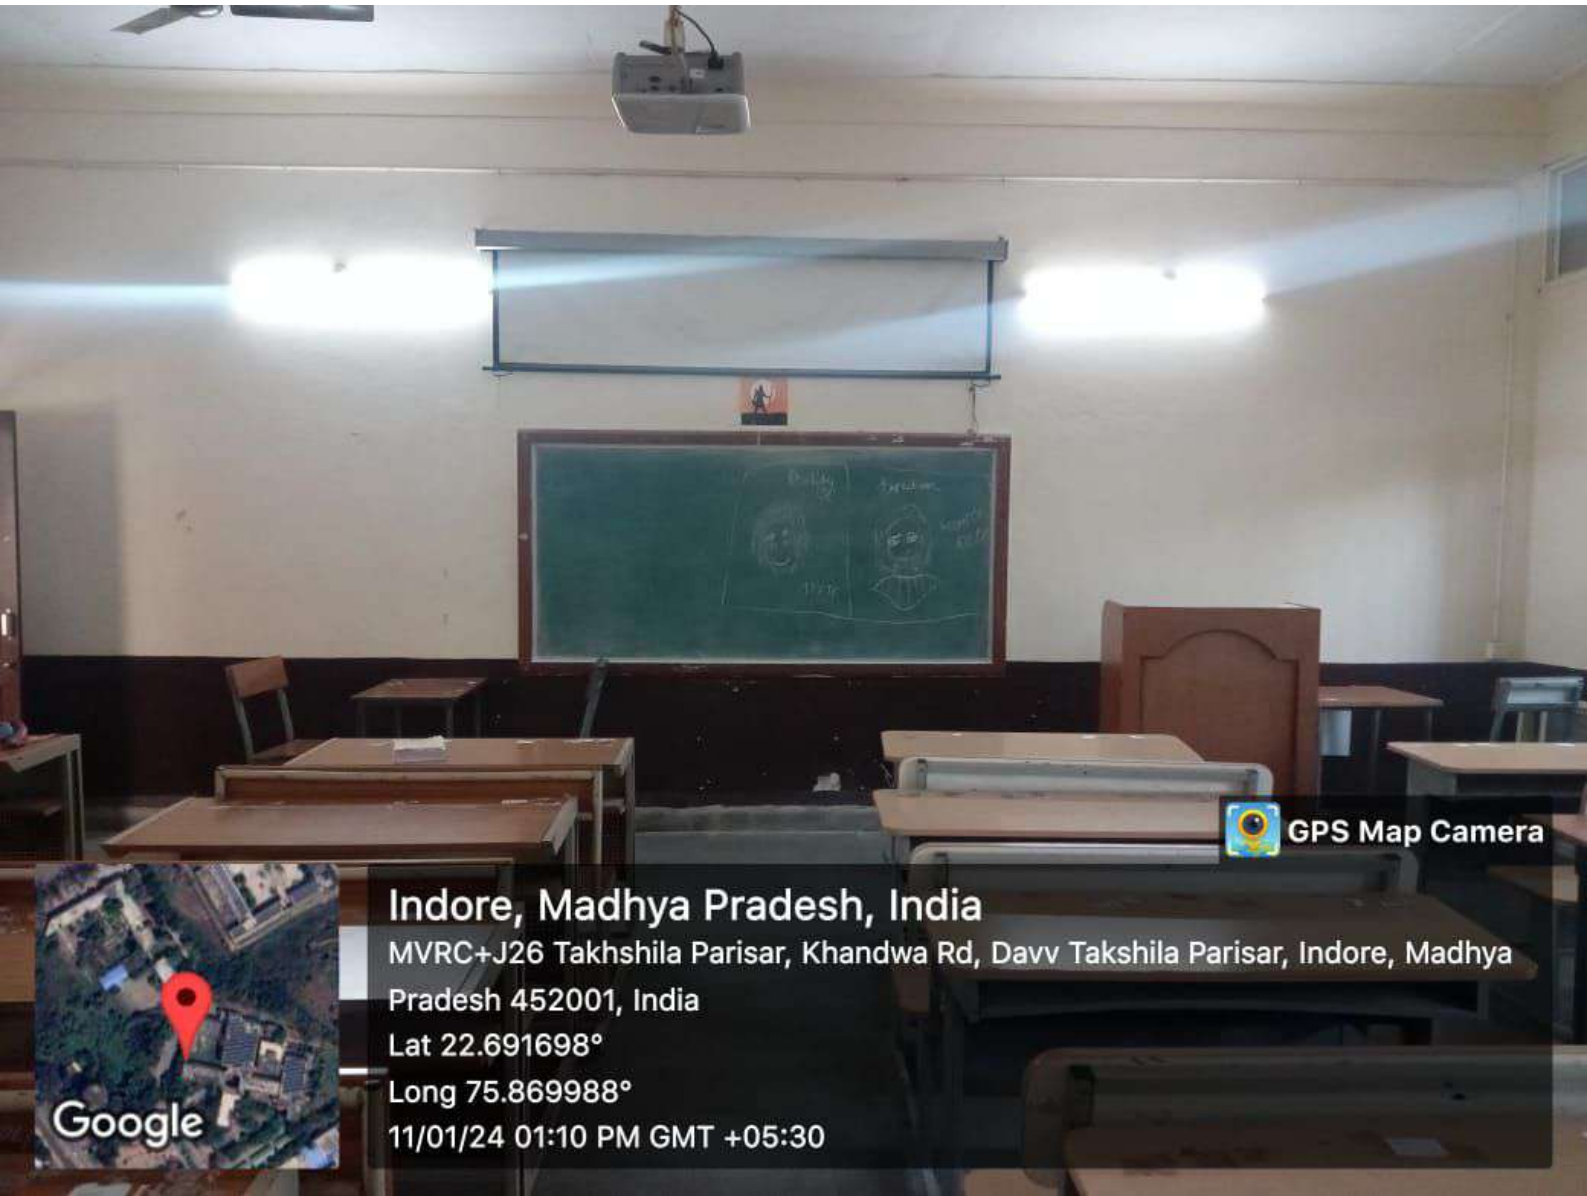 GPS Map Camera
Indore, Madhya Pradesh, India
MVRC+J26 Takhshila Parisar, Khandwa Rd, Davv Takshila Parisar, Indore, Madhya
Pradesh 452001, India
Lat 22.691698°
Long 75.869988°
11/01/24 01:10 PM GMT +05:30
Google